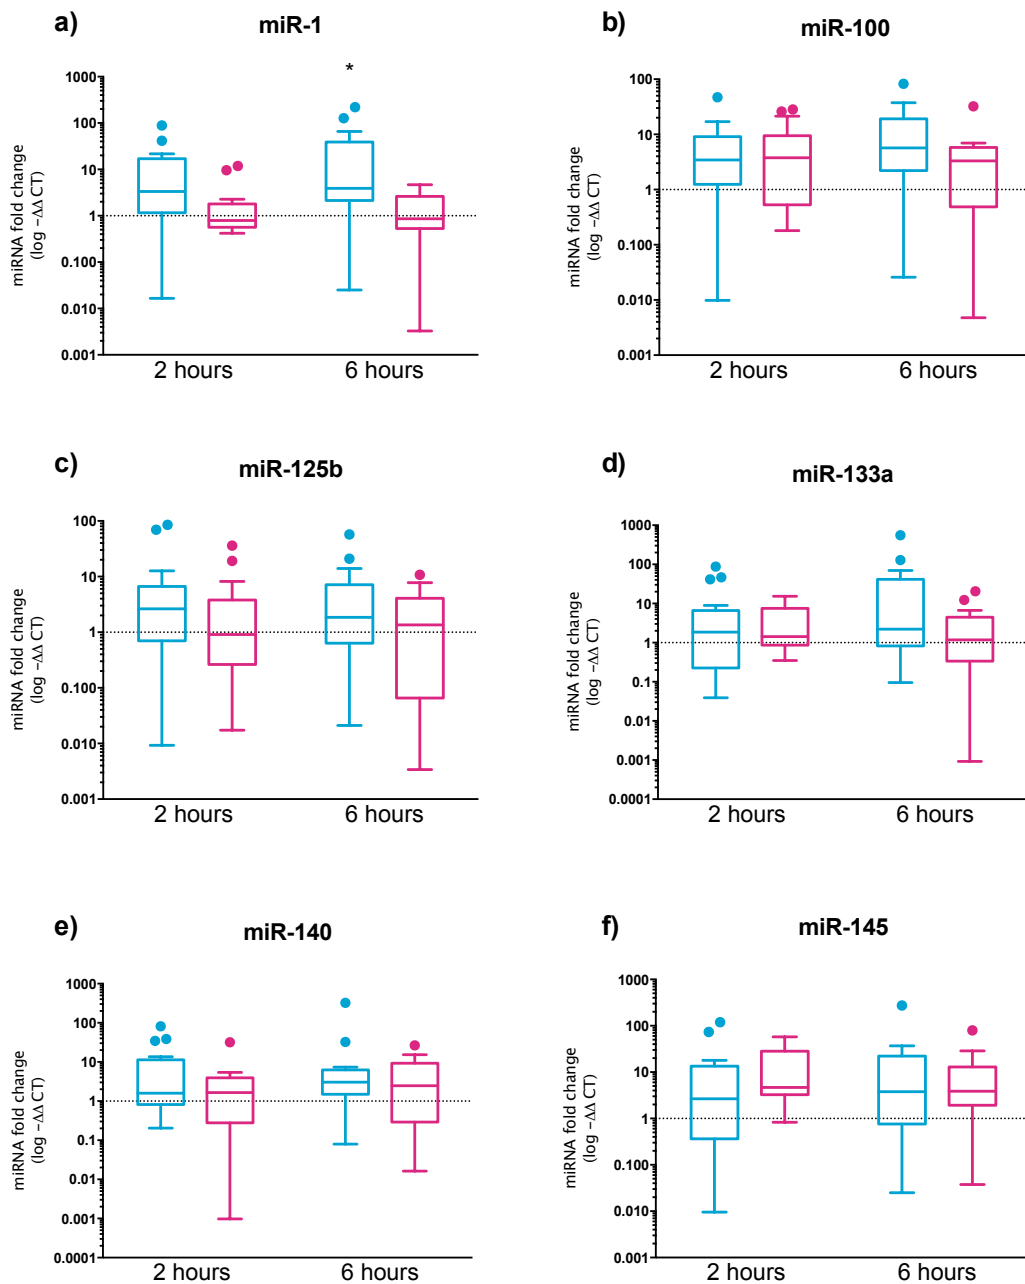 a)
miR-1
*
miRNA fold change
(log −ΔΔ CT)
1000
100
10
1
0.100
0.010
0.001
2 hours
6 hours
b)
miR-100
miRNA fold change
(log −ΔΔ CT)
100
10
1
0.100
0.010
0.001
2 hours
6 hours
c)
miR-125b
miRNA fold change
(log −ΔΔ CT)
100
10
1
0.100
0.010
0.001
2 hours
6 hours
d)
miR-133a
miRNA fold change
(log −ΔΔ CT)
1000
100
10
1
0.1
0.01
0.001
0.0001
2 hours
6 hours
e)
miR-140
miRNA fold change
(log −ΔΔ CT)
1000
100
10
1
0.1
0.01
0.001
0.0001
2 hours
6 hours
f)
miR-145
miRNA fold change
(log −ΔΔ CT)
1000
100
10
1
0.100
0.010
0.001
2 hours
6 hours